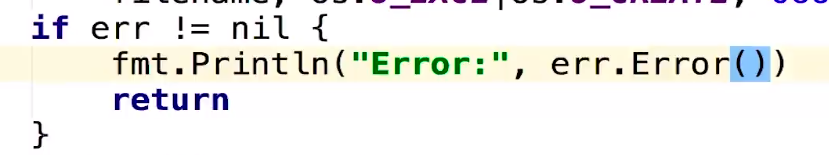 if err != nil {
    fmt.Println("Error:", err.Error())
    return
}